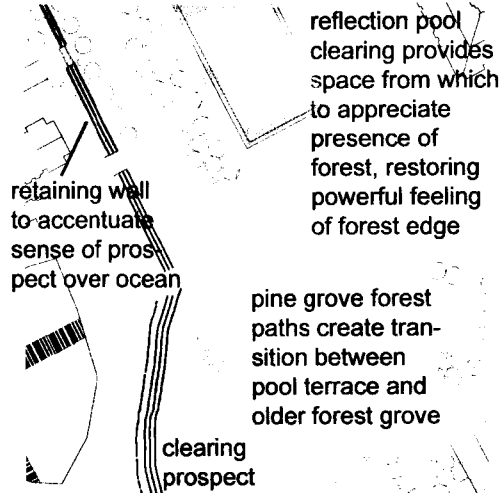 reflection pool
clearing provides
space from which
to appreciate
presence of
forest, restoring
powerful feeling
of forest edge
retaining wall
to accentuate
sense of pros-
pect over ocean
pine grove forest
paths create tran-
sition between
pool terrace and
older forest grove
clearing
prospect